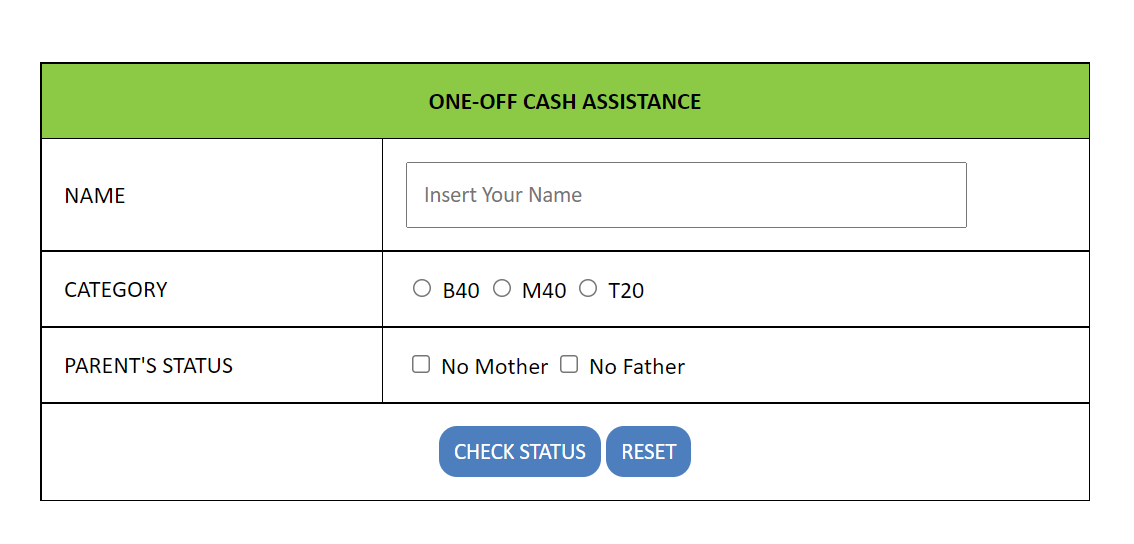 ONE-OFF CASH ASSISTANCE
NAME
Insert Your Name
CATEGORY
B40 M40 T20
PARENT'S STATUS
No Mother No Father
CHECK STATUS RESET